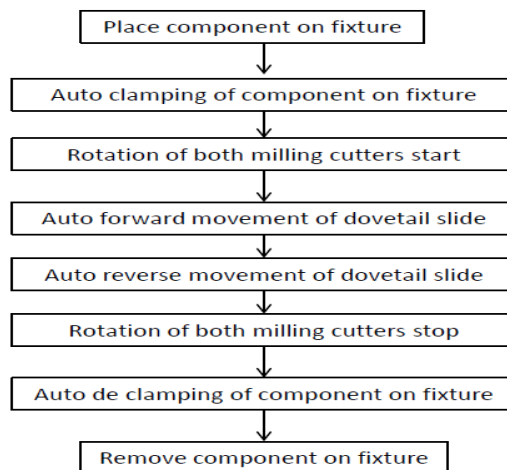 Place component on fixture
Auto clamping of component on fixture
Rotation of both milling cutters start
Auto forward movement of dovetail slide
Auto reverse movement of dovetail slide
Rotation of both milling cutters stop
Auto de clamping of component on fixture
Remove component on fixture